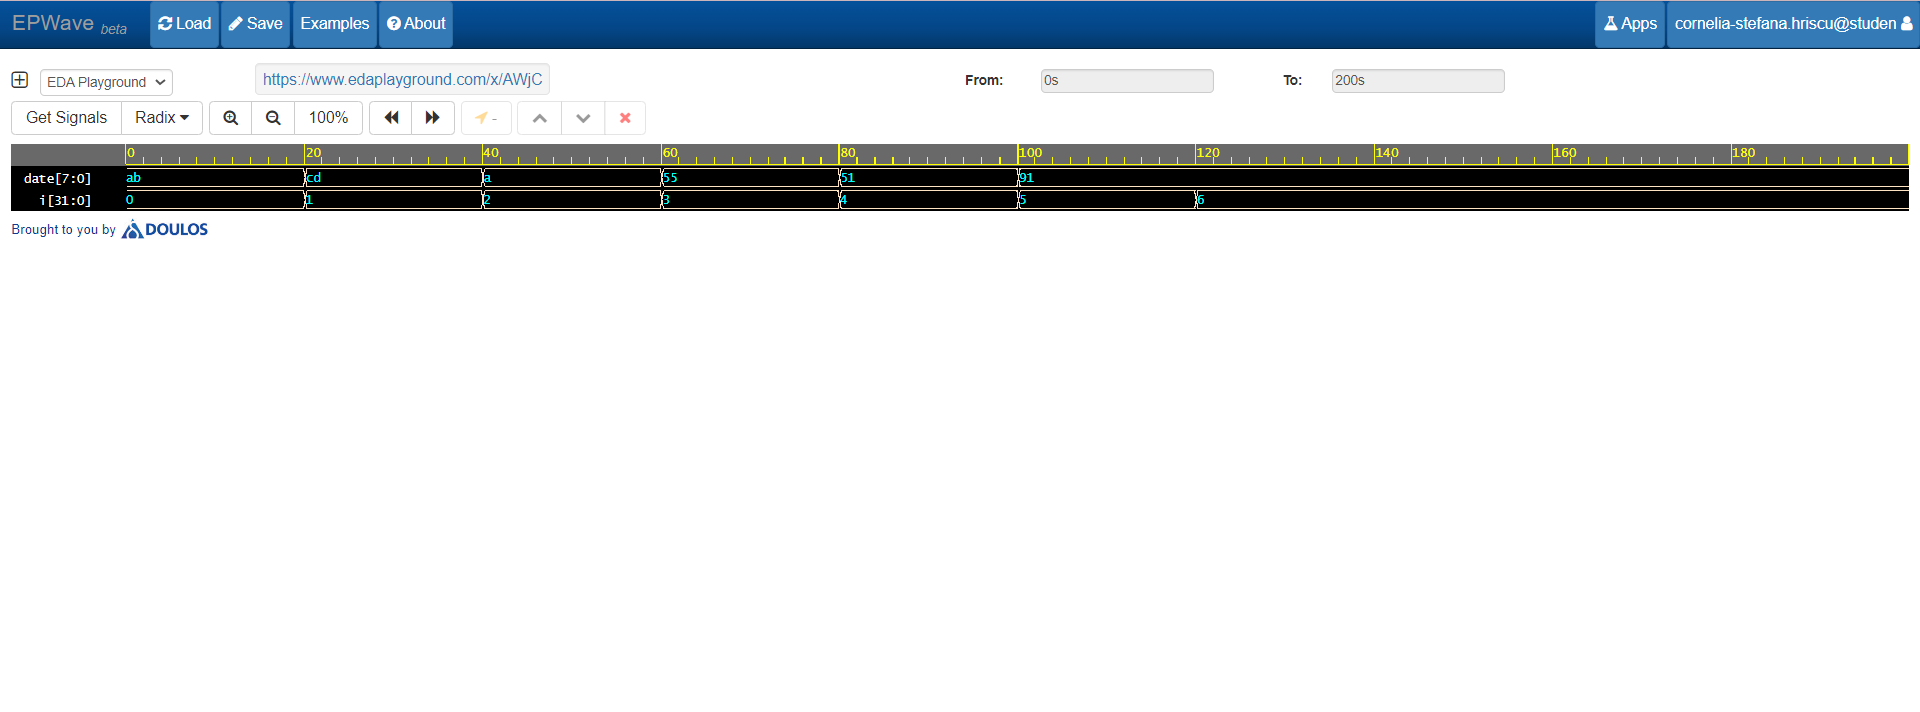 EPWave beta Load Save Examples About Apps cornelia-stefana.hriscu@studen
EDA Playground https://www.edaplayground.com/x/AWjC From: 0s To: 200s
Get Signals Radix 100% -
0 20 40 60 80 100 120 140 160 180
date[7:0] ab cd a 55 51 91
i[31:0] 0 1 2 3 4 5 6
Brought to you by DOULOS